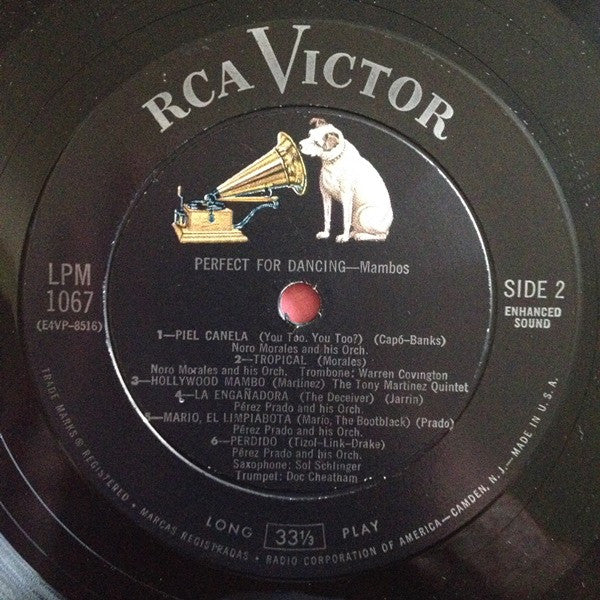 RCA VICTOR
PERFECT FOR DANCING—Mambos
LPM
1067
(E4VP-8516)
SIDE 2
ENHANCED
SOUND
1—PIEL CANELA (You Too, You Too?) (Capó-Banks)
Noro Morales and his Orch.
2—TROPICAL (Morales)
Noro Morales and his Orch. Trombone: Warren Covington
3—HOLLYWOOD MAMBO (Martinez) The Tony Martinez Quintet
4—LA ENGAÑADORA (The Deceiver) (Jarrin)
Pérez Prado and his Orch.
5—MARIO, EL LIMPIABOTA (Mario, The Bootblack) (Prado)
Pérez Prado and his Orch.
6—PERDIDO (Tizol-Link-Drake)
Pérez Prado and his Orch.
Saxophone: Sol Schlinger
Trumpet: Doc Cheatham
LONG 33⅓ PLAY
TRADE MARKS ® REGISTERED • MARCAS REGISTRADAS • RADIO CORPORATION OF AMERICA—CAMDEN, N. J.—MADE IN U.S.A.